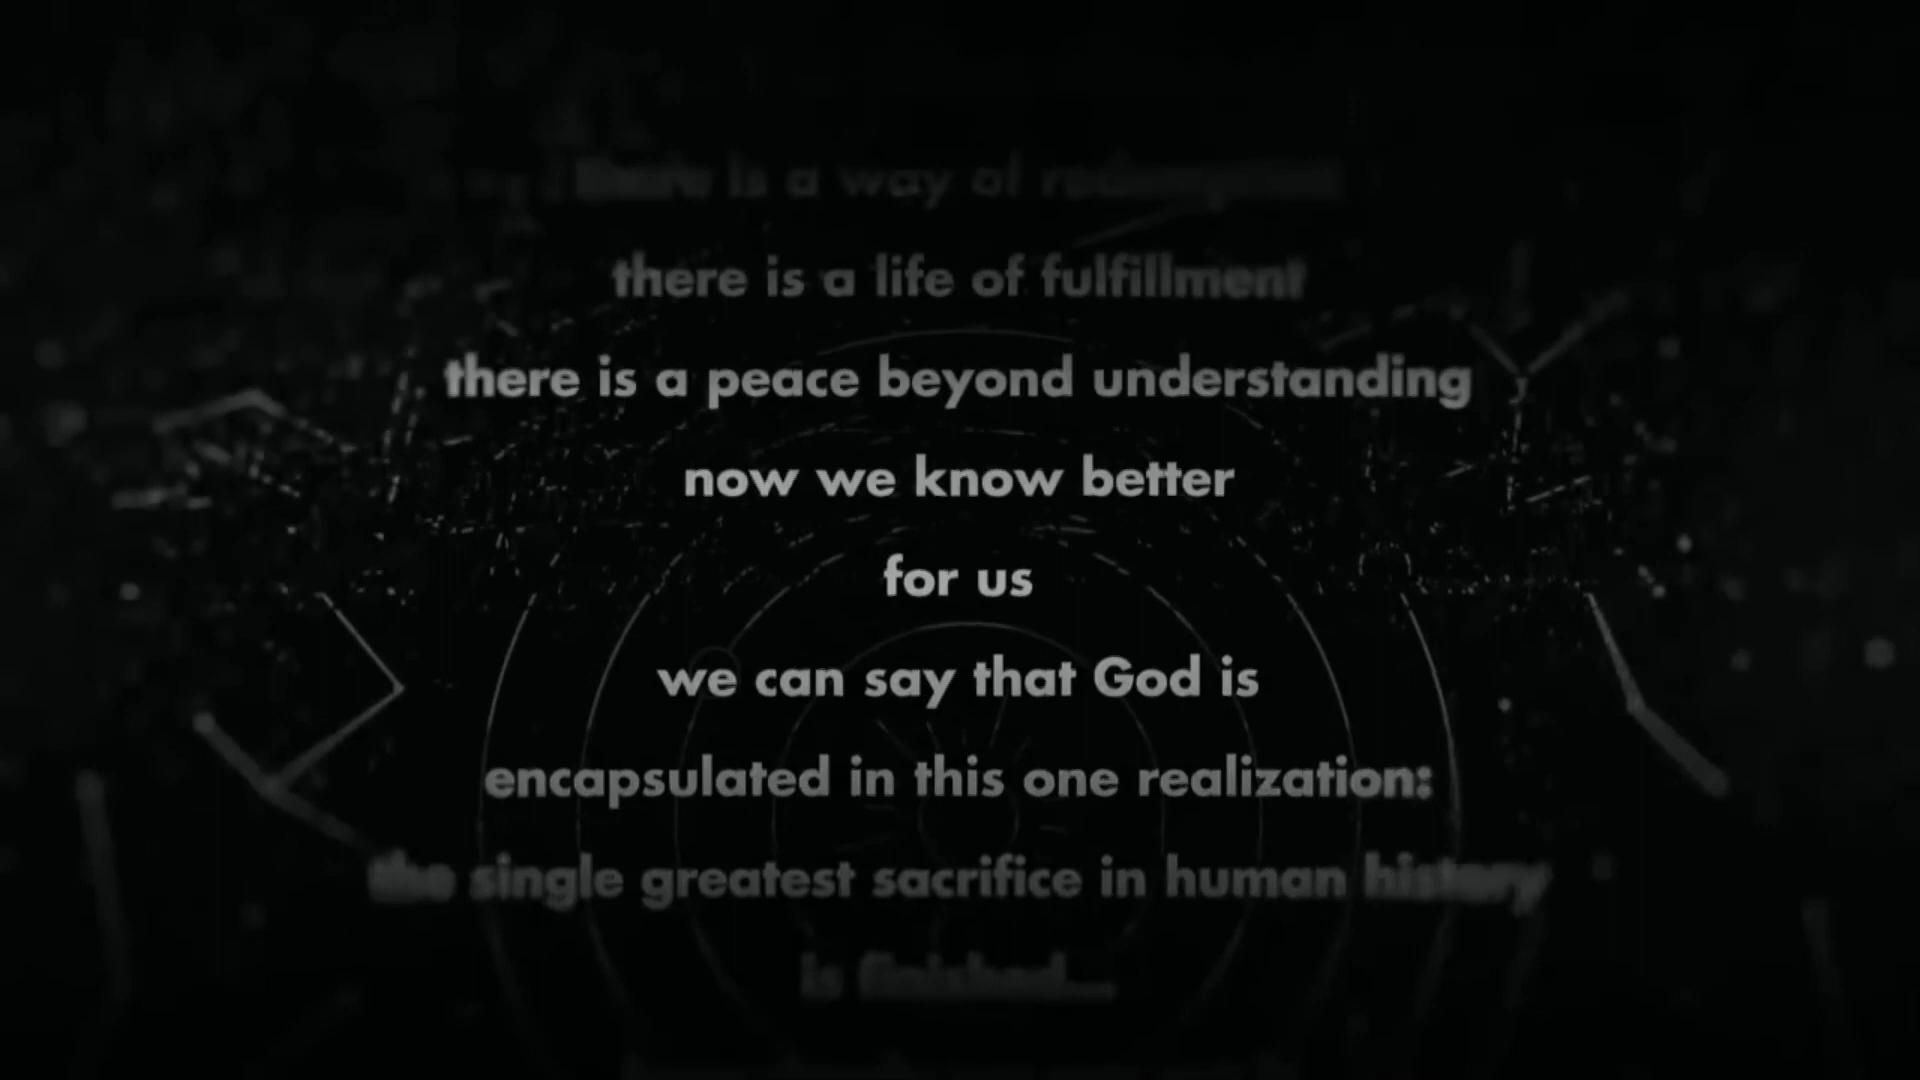 there is a way of redemption
there is a life of fulfillment
there is a peace beyond understanding
now we know better
for us
we can say that God is
encapsulated in this one realization:
the single greatest sacrifice in human history
is finished...